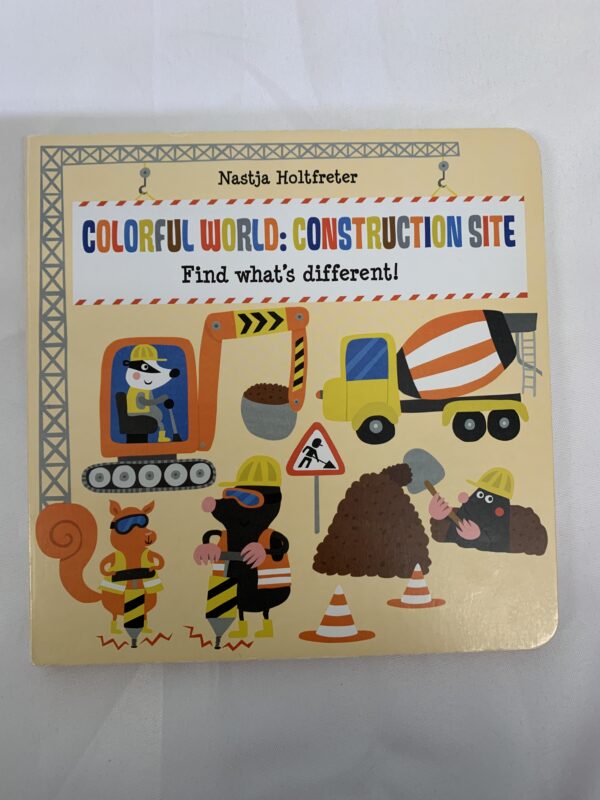 Nastja Holtfreter
COLORFUL WORLD: CONSTRUCTION SITE
Find what's different!